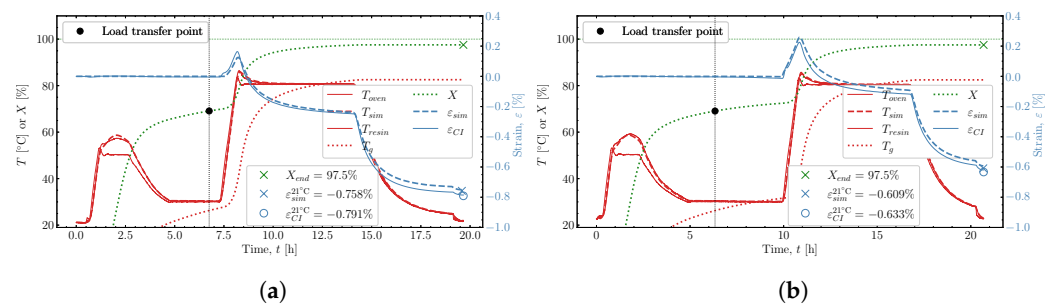 Load transfer point
100
80
60
40
20
T [°C] or X [%]
0.4
0.2
0.0
−0.2
−0.4
−0.6
−0.8
−1.0
Strain, ε [%]
T_oven
T_sim
T_resin
T_g
X
ε_sim
ε_CI
X_end = 97.5%
ε_sim^21°C = −0.758%
ε_CI^21°C = −0.791%
0.0 2.5 5.0 7.5 10.0 12.5 15.0 17.5 20.0
Time, t [h]
(a)
Load transfer point
100
80
60
40
20
T [°C] or X [%]
0.4
0.2
0.0
−0.2
−0.4
−0.6
−0.8
−1.0
Strain, ε [%]
T_oven
T_sim
T_resin
T_g
X
ε_sim
ε_CI
X_end = 97.5%
ε_sim^21°C = −0.609%
ε_CI^21°C = −0.633%
0 5 10 15 20
Time, t [h]
(b)